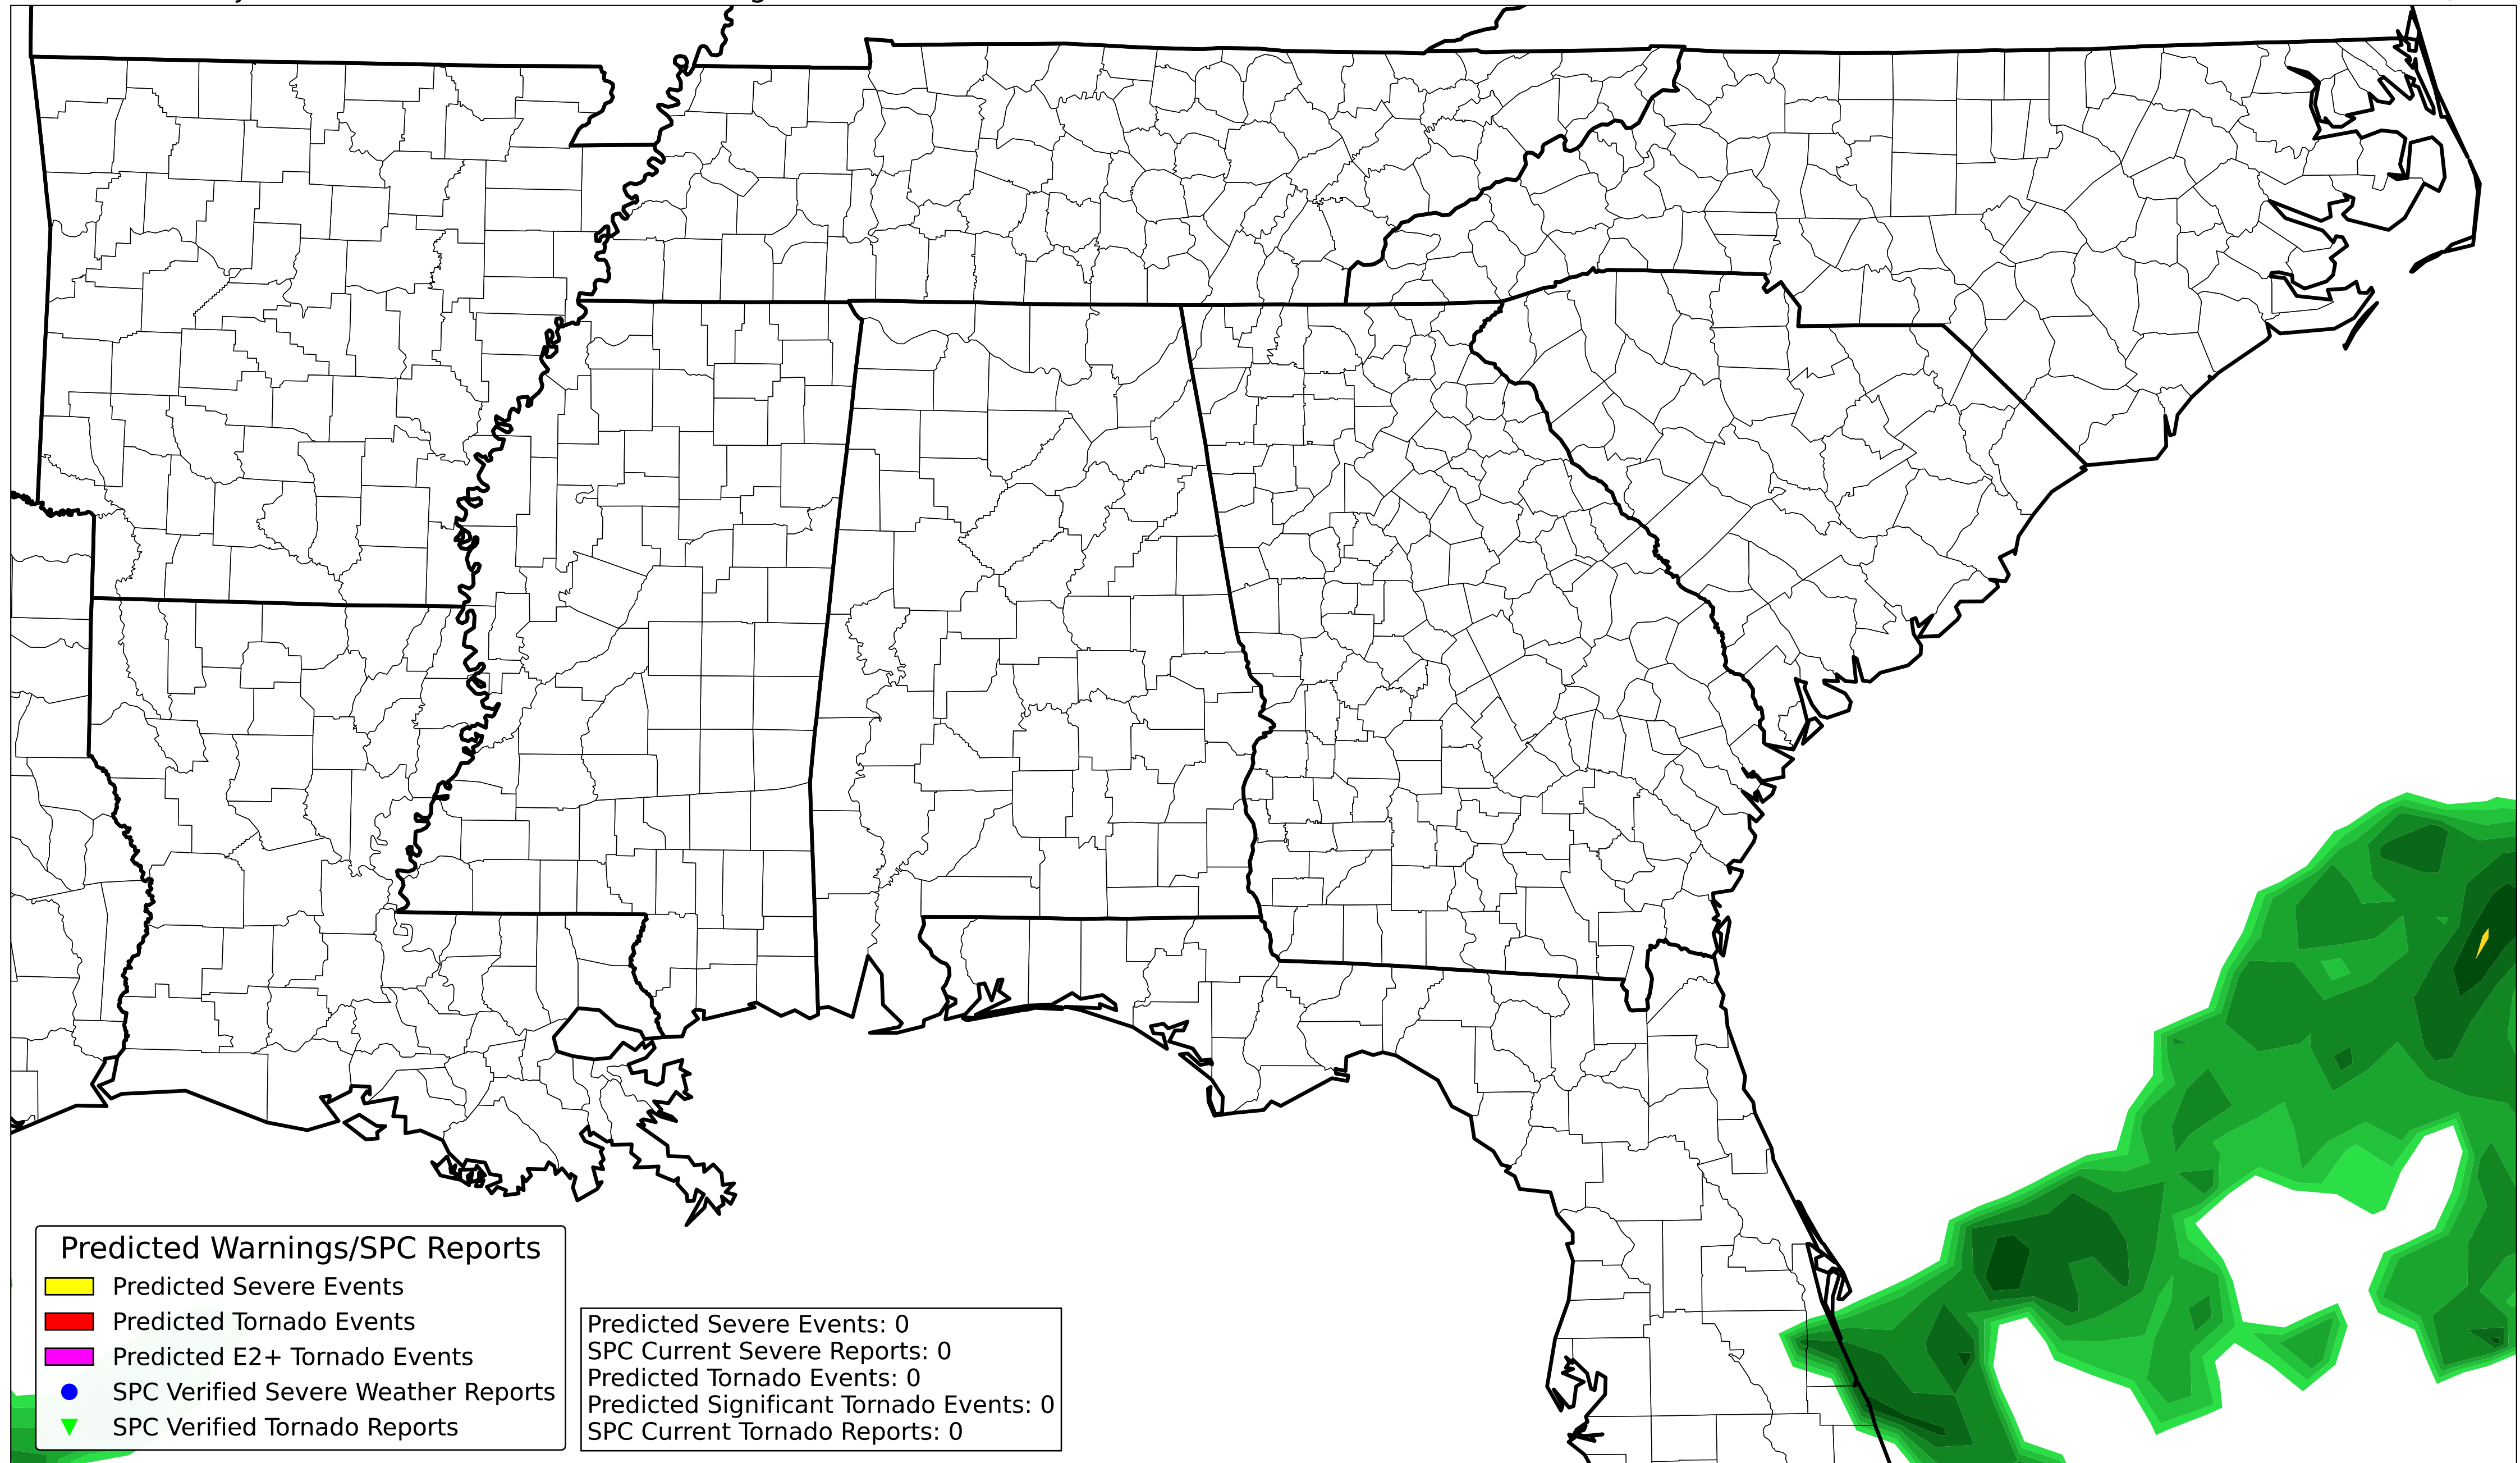 Predicted Warnings/SPC Reports
Predicted Severe Events
Predicted Tornado Events
Predicted E2+ Tornado Events
SPC Verified Severe Weather Reports
SPC Verified Tornado Reports
Predicted Severe Events: 0
SPC Current Severe Reports: 0
Predicted Tornado Events: 0
Predicted Significant Tornado Events: 0
SPC Current Tornado Reports: 0